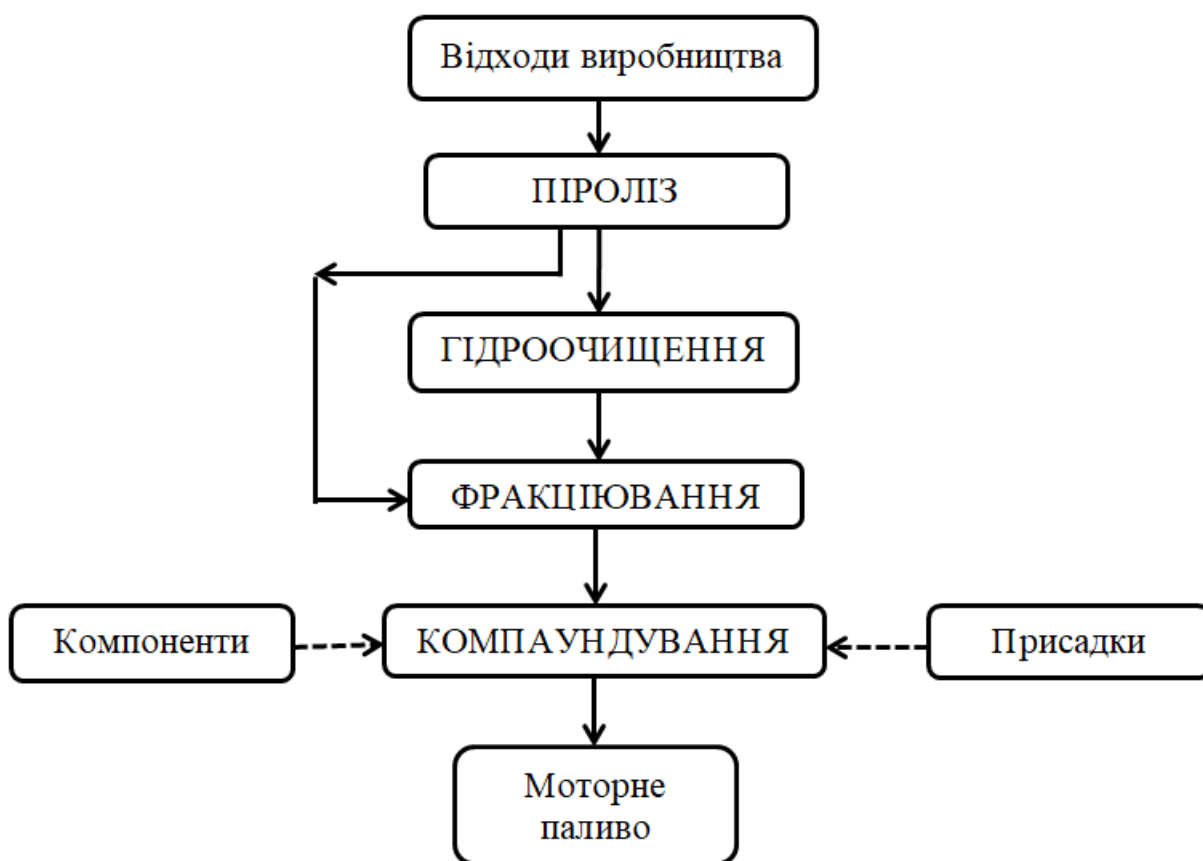 Відходи виробництва
ПІРОЛІЗ
ГІДРООЧИЩЕННЯ
ФРАКЦІЮВАННЯ
Компоненти
КОМПАУНДУВАННЯ
Присадки
Моторне
паливо